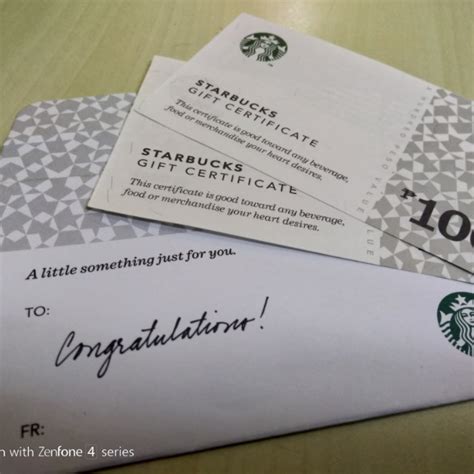 STARBUCKS
GIFT CERTIFICATE
This certificate is good toward any beverage,
food or merchandise your heart desires.
STARBUCKS
GIFT CERTIFICATE
This certificate is good toward any beverage,
food or merchandise your heart desires.
VALUE
₱100
A little something just for you.
TO:
Congratulations!
FR:
with Zenfone 4 series